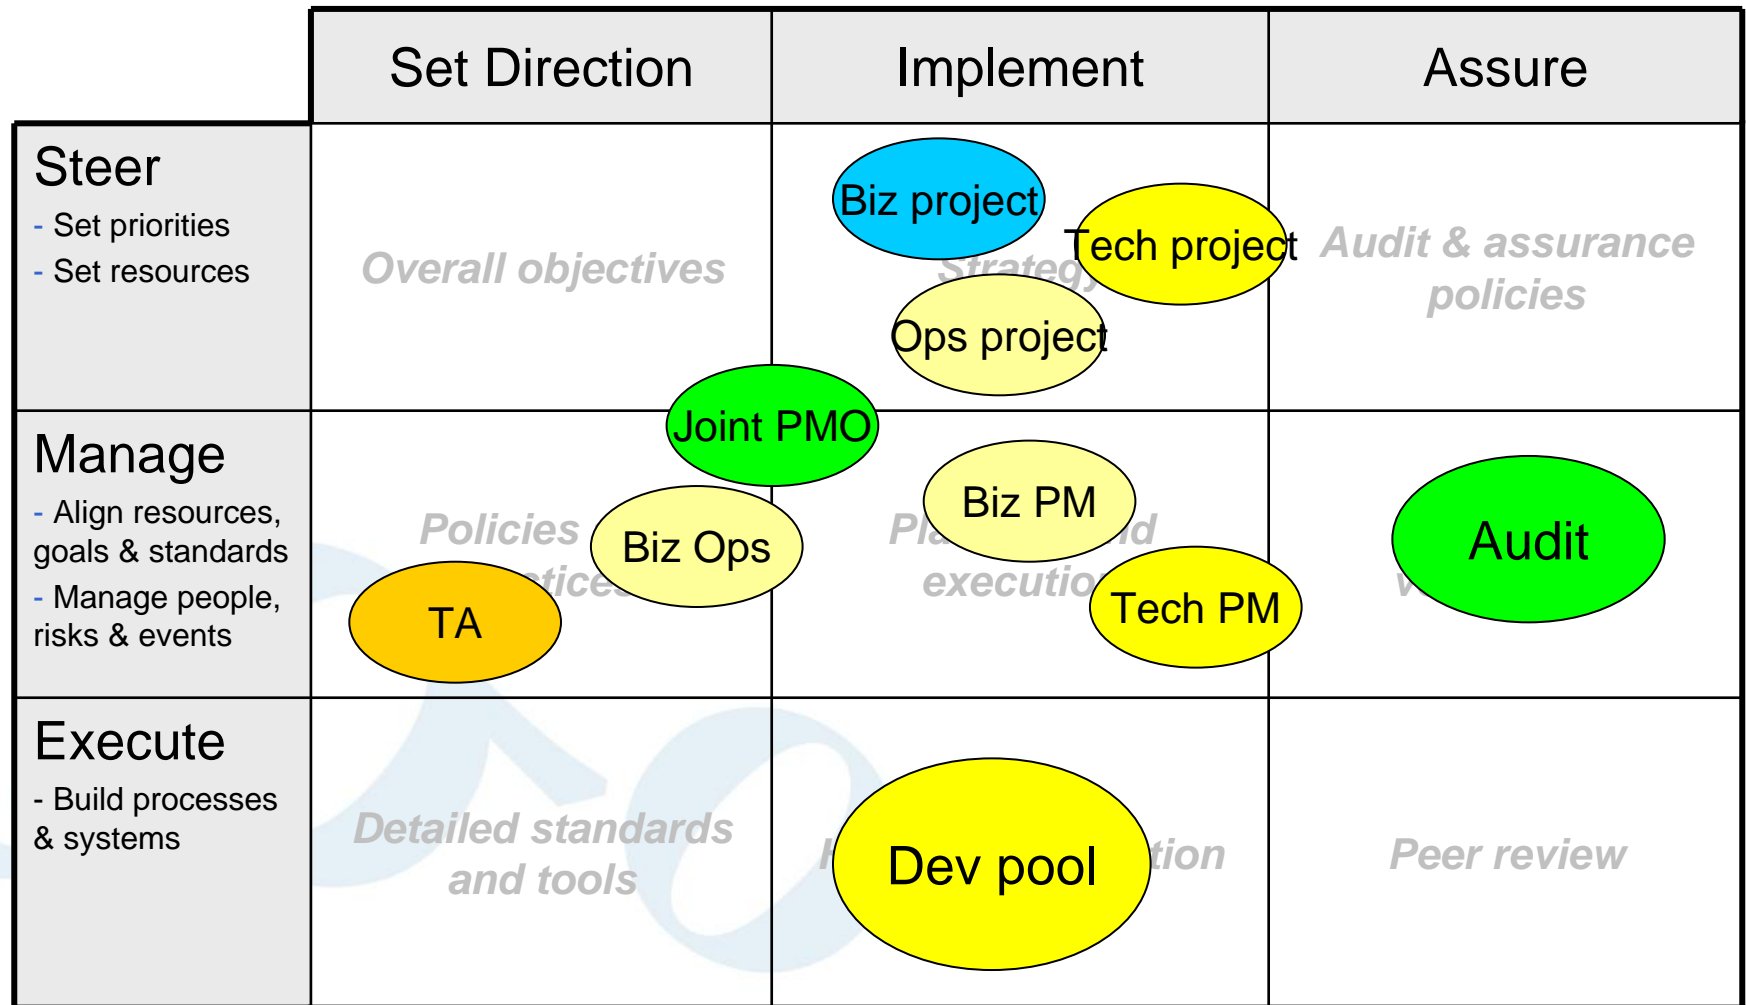 Set Direction
Implement
Assure
Steer
- Set priorities
- Set resources
Overall objectives
Biz project
Tech project
Strategy
Ops project
Audit & assurance
policies
Joint PMO
Manage
- Align resources,
goals & standards
- Manage people,
risks & events
Policies
Biz Ops
TA
Biz PM
execution
Tech PM
Audit
Execute
- Build processes
& systems
Detailed standards
and tools
Dev pool
Peer review